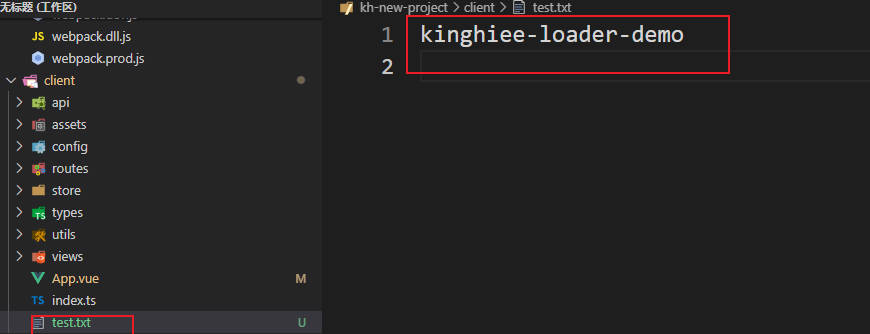 无标题 (工作区)
webpack.dll.js
webpack.prod.js
client
api
assets
config
routes
store
types
utils
views
App.vue M
TS index.ts
test.txt U
kh-new-project > client > test.txt
1 kinghiee-loader-demo
2